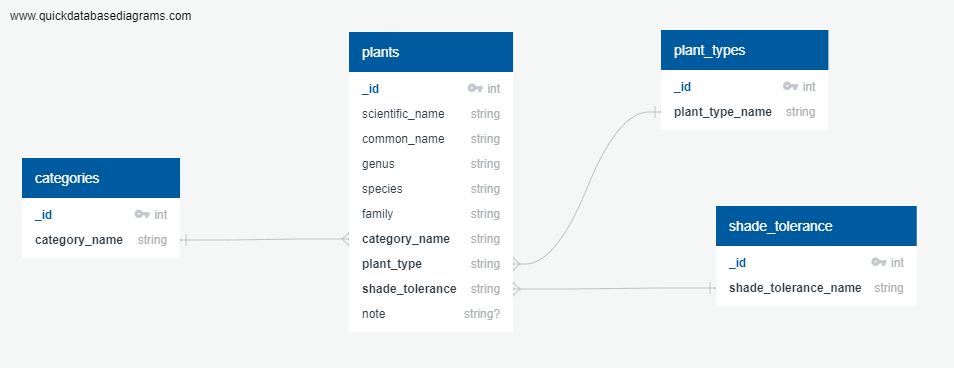 www.quickdatabasediagrams.com
categories
_id int
category_name string
plants
_id int
scientific_name string
common_name string
genus string
species string
family string
category_name string
plant_type string
shade_tolerance string
note string?
plant_types
_id int
plant_type_name string
shade_tolerance
_id int
shade_tolerance_name string